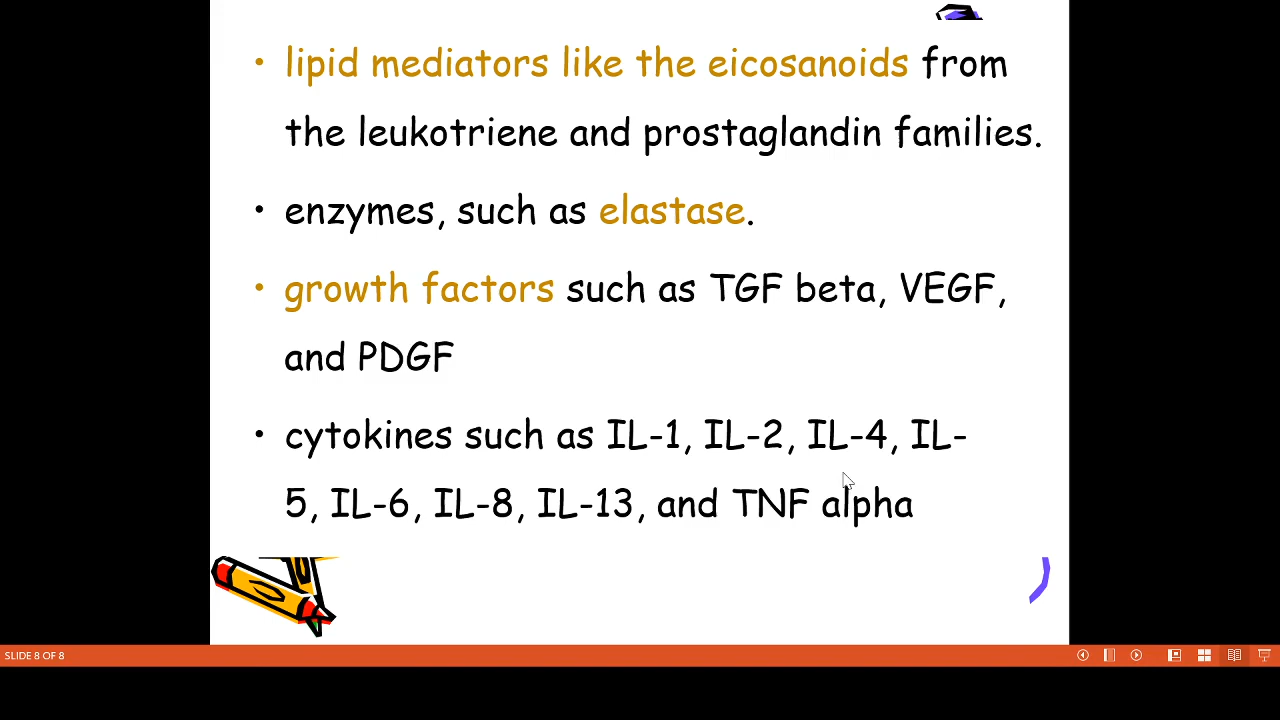 • lipid mediators like the eicosanoids from
the leukotriene and prostaglandin families.
• enzymes, such as elastase.
• growth factors such as TGF beta, VEGF,
and PDGF
• cytokines such as IL-1, IL-2, IL-4, IL-
5, IL-6, IL-8, IL-13, and TNF alpha
SLIDE 8 OF 8